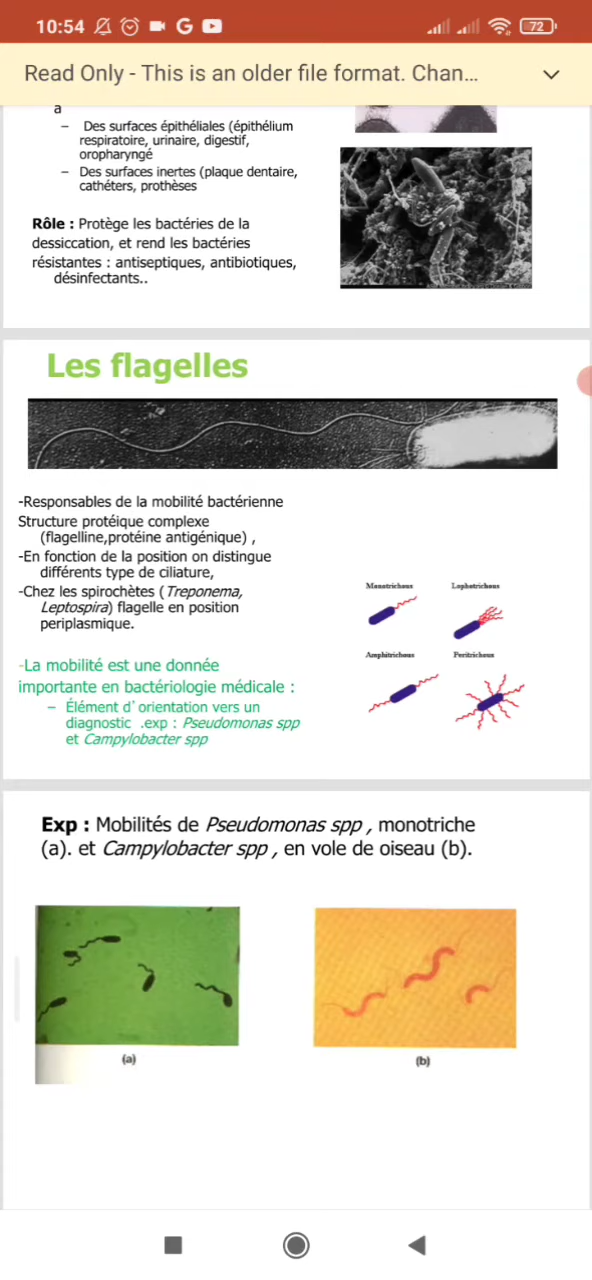 10:54
72
Read Only - This is an older file format. Chan...
a
– Des surfaces épithéliales (épithélium
respiratoire, urinaire, digestif,
oropharyngé
– Des surfaces inertes (plaque dentaire,
cathéters, prothèses
Rôle : Protège les bactéries de la
dessiccation, et rend les bactéries
résistantes : antiseptiques, antibiotiques,
désinfectants..
Les flagelles
-Responsables de la mobilité bactérienne
Structure protéique complexe
(flagelline,protéine antigénique) ,
-En fonction de la position on distingue
différents type de ciliature,
-Chez les spirochètes ( Treponema,
Leptospira) flagelle en position
periplasmique.
-La mobilité est une donnée
importante en bactériologie médicale :
– Élément d’orientation vers un
diagnostic .exp : Pseudomonas spp
et Campylobacter spp
Monotrichous Lophotrichous
Amphitrichous Peritrichous
Exp : Mobilités de Pseudomonas spp , monotriche
(a). et Campylobacter spp , en vole de oiseau (b).
(a)
(b)